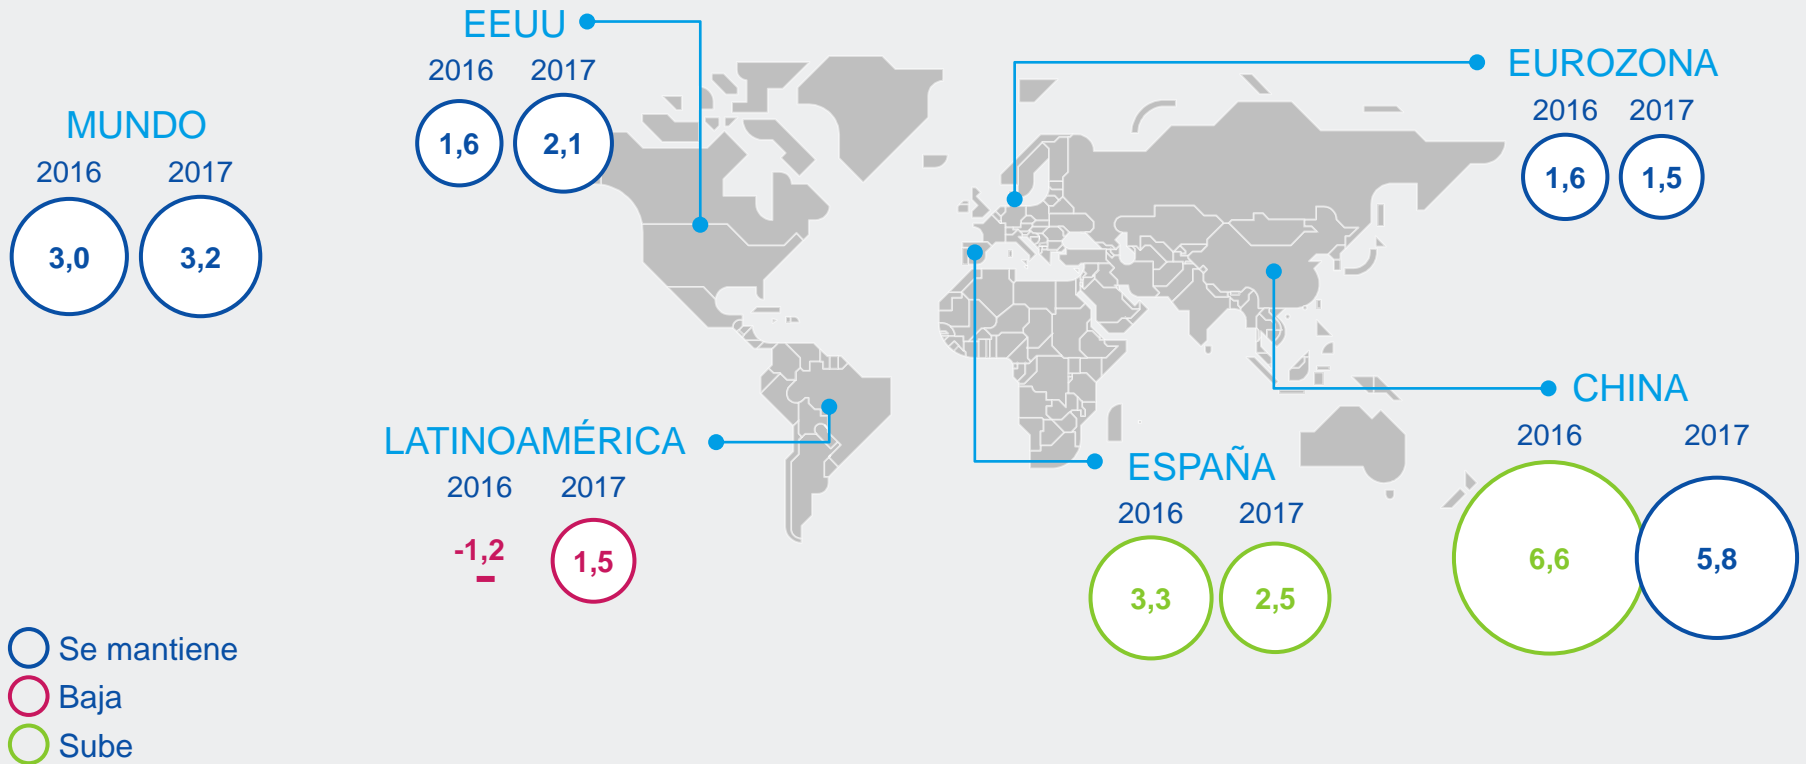 EEUU
2016 2017
1,6 2,1
EUROZONA
2016 2017
1,6 1,5
MUNDO
2016 2017
3,0 3,2
CHINA
2016 2017
6,6 5,8
LATINOAMÉRICA
2016 2017
-1,2 1,5
ESPAÑA
2016 2017
3,3 2,5
Se mantiene
Baja
Sube